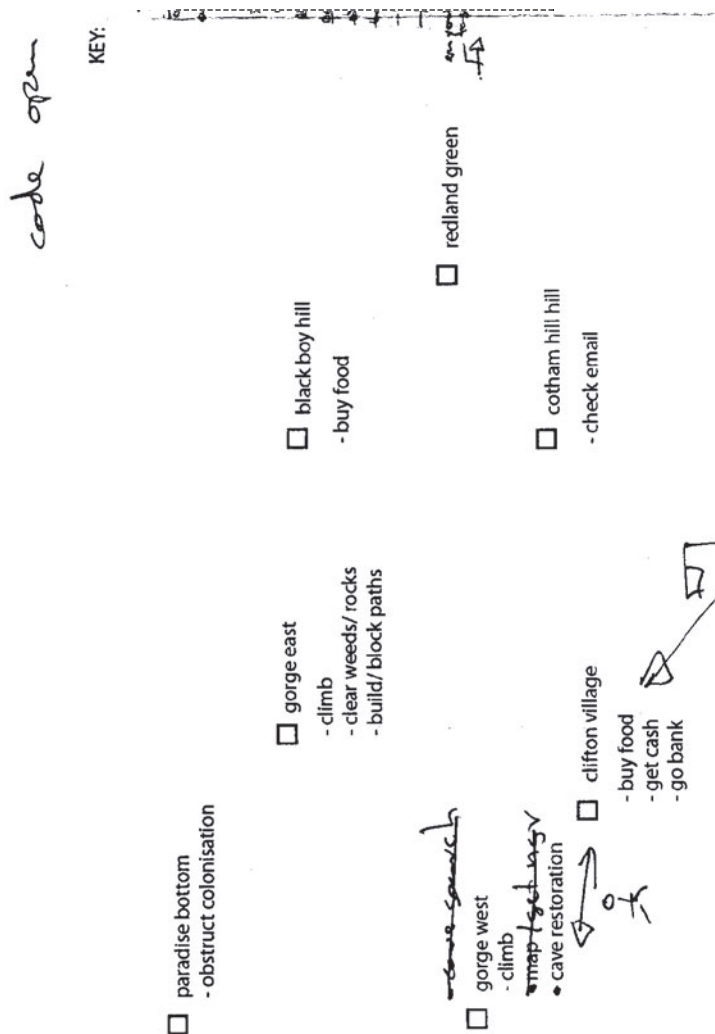 code open
KEY:
paradise bottom
- obstruct colonisation
gorge east
- climb
- clear weeds/ rocks
- build/ block paths
black boy hill
- buy food
redland green
gorge west
- climb
• cave restoration
clifton village
- buy food
- get cash
- go bank
cotham hill hill
- check email